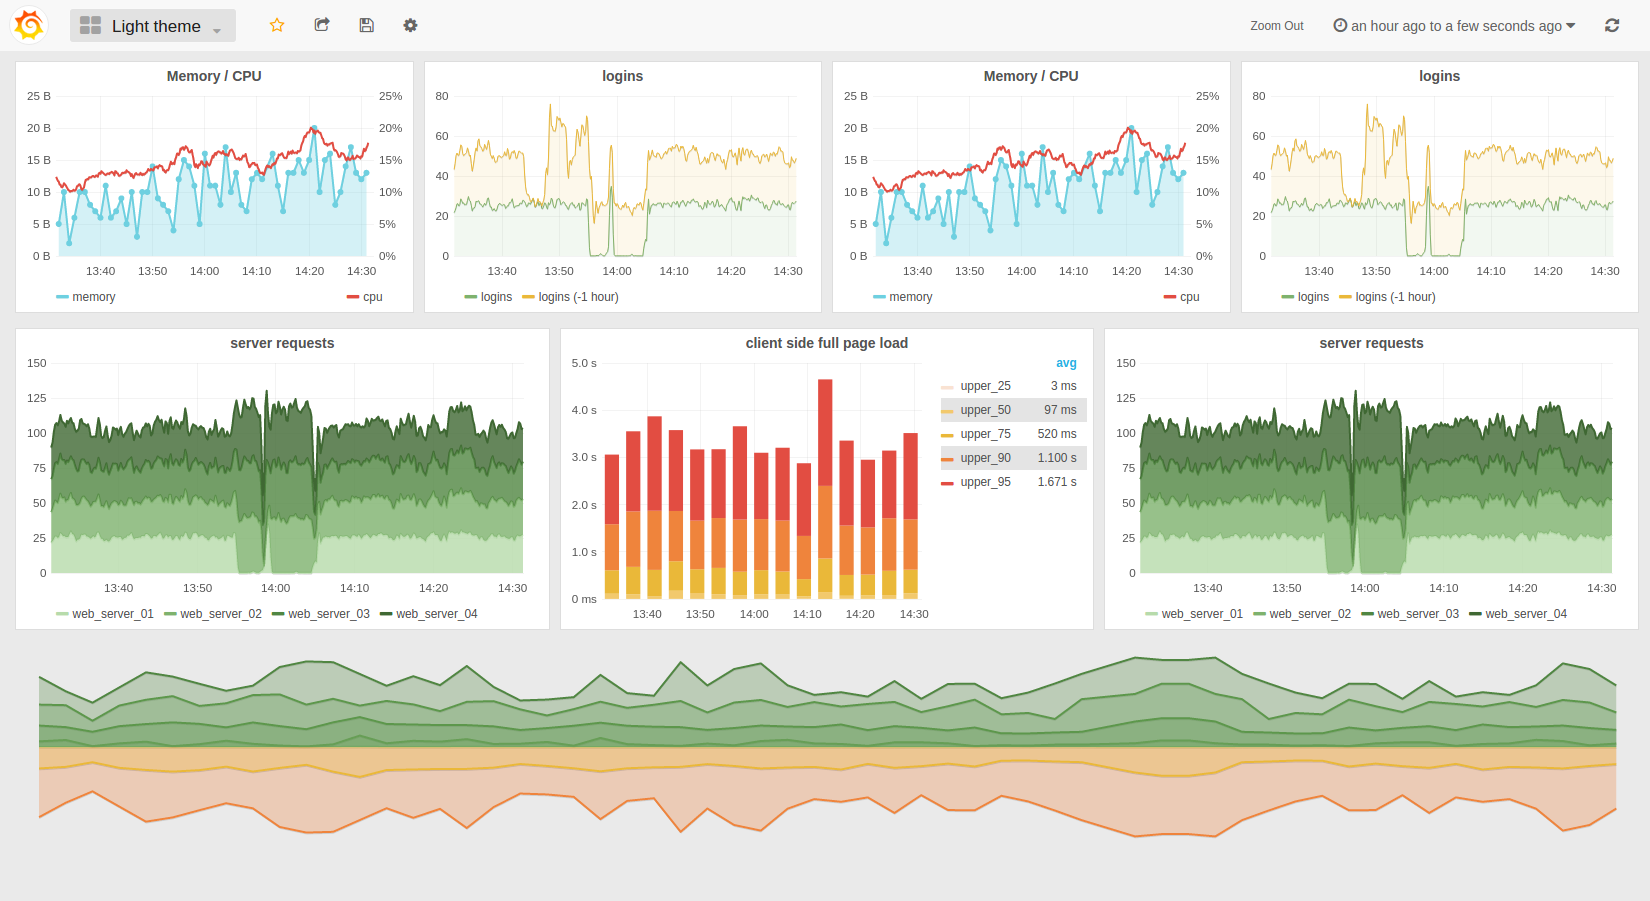 Light theme
Zoom Out
an hour ago to a few seconds ago
Memory / CPU
25 B
20 B
15 B
10 B
5 B
0 B
25%
20%
15%
10%
5%
0%
13:40 13:50 14:00 14:10 14:20 14:30
memory cpu
logins
80
60
40
20
0
13:40 13:50 14:00 14:10 14:20 14:30
logins logins (-1 hour)
Memory / CPU
25 B
20 B
15 B
10 B
5 B
0 B
25%
20%
15%
10%
5%
0%
13:40 13:50 14:00 14:10 14:20 14:30
memory cpu
logins
80
60
40
20
0
13:40 13:50 14:00 14:10 14:20 14:30
logins logins (-1 hour)
server requests
150
125
100
75
50
25
0
13:40 13:50 14:00 14:10 14:20 14:30
web_server_01 web_server_02 web_server_03 web_server_04
client side full page load
5.0 s
4.0 s
3.0 s
2.0 s
1.0 s
0 ms
13:40 13:50 14:00 14:10 14:20 14:30
avg
upper_25 3 ms
upper_50 97 ms
upper_75 520 ms
upper_90 1.100 s
upper_95 1.671 s
server requests
150
125
100
75
50
25
0
13:40 13:50 14:00 14:10 14:20 14:30
web_server_01 web_server_02 web_server_03 web_server_04